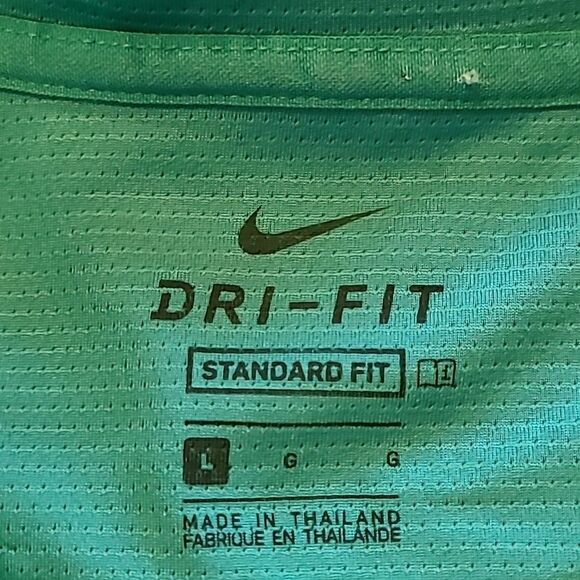 DRI-FIT
STANDARD FIT
L G G
MADE IN THAILAND
FABRIQUE EN THAILANDE